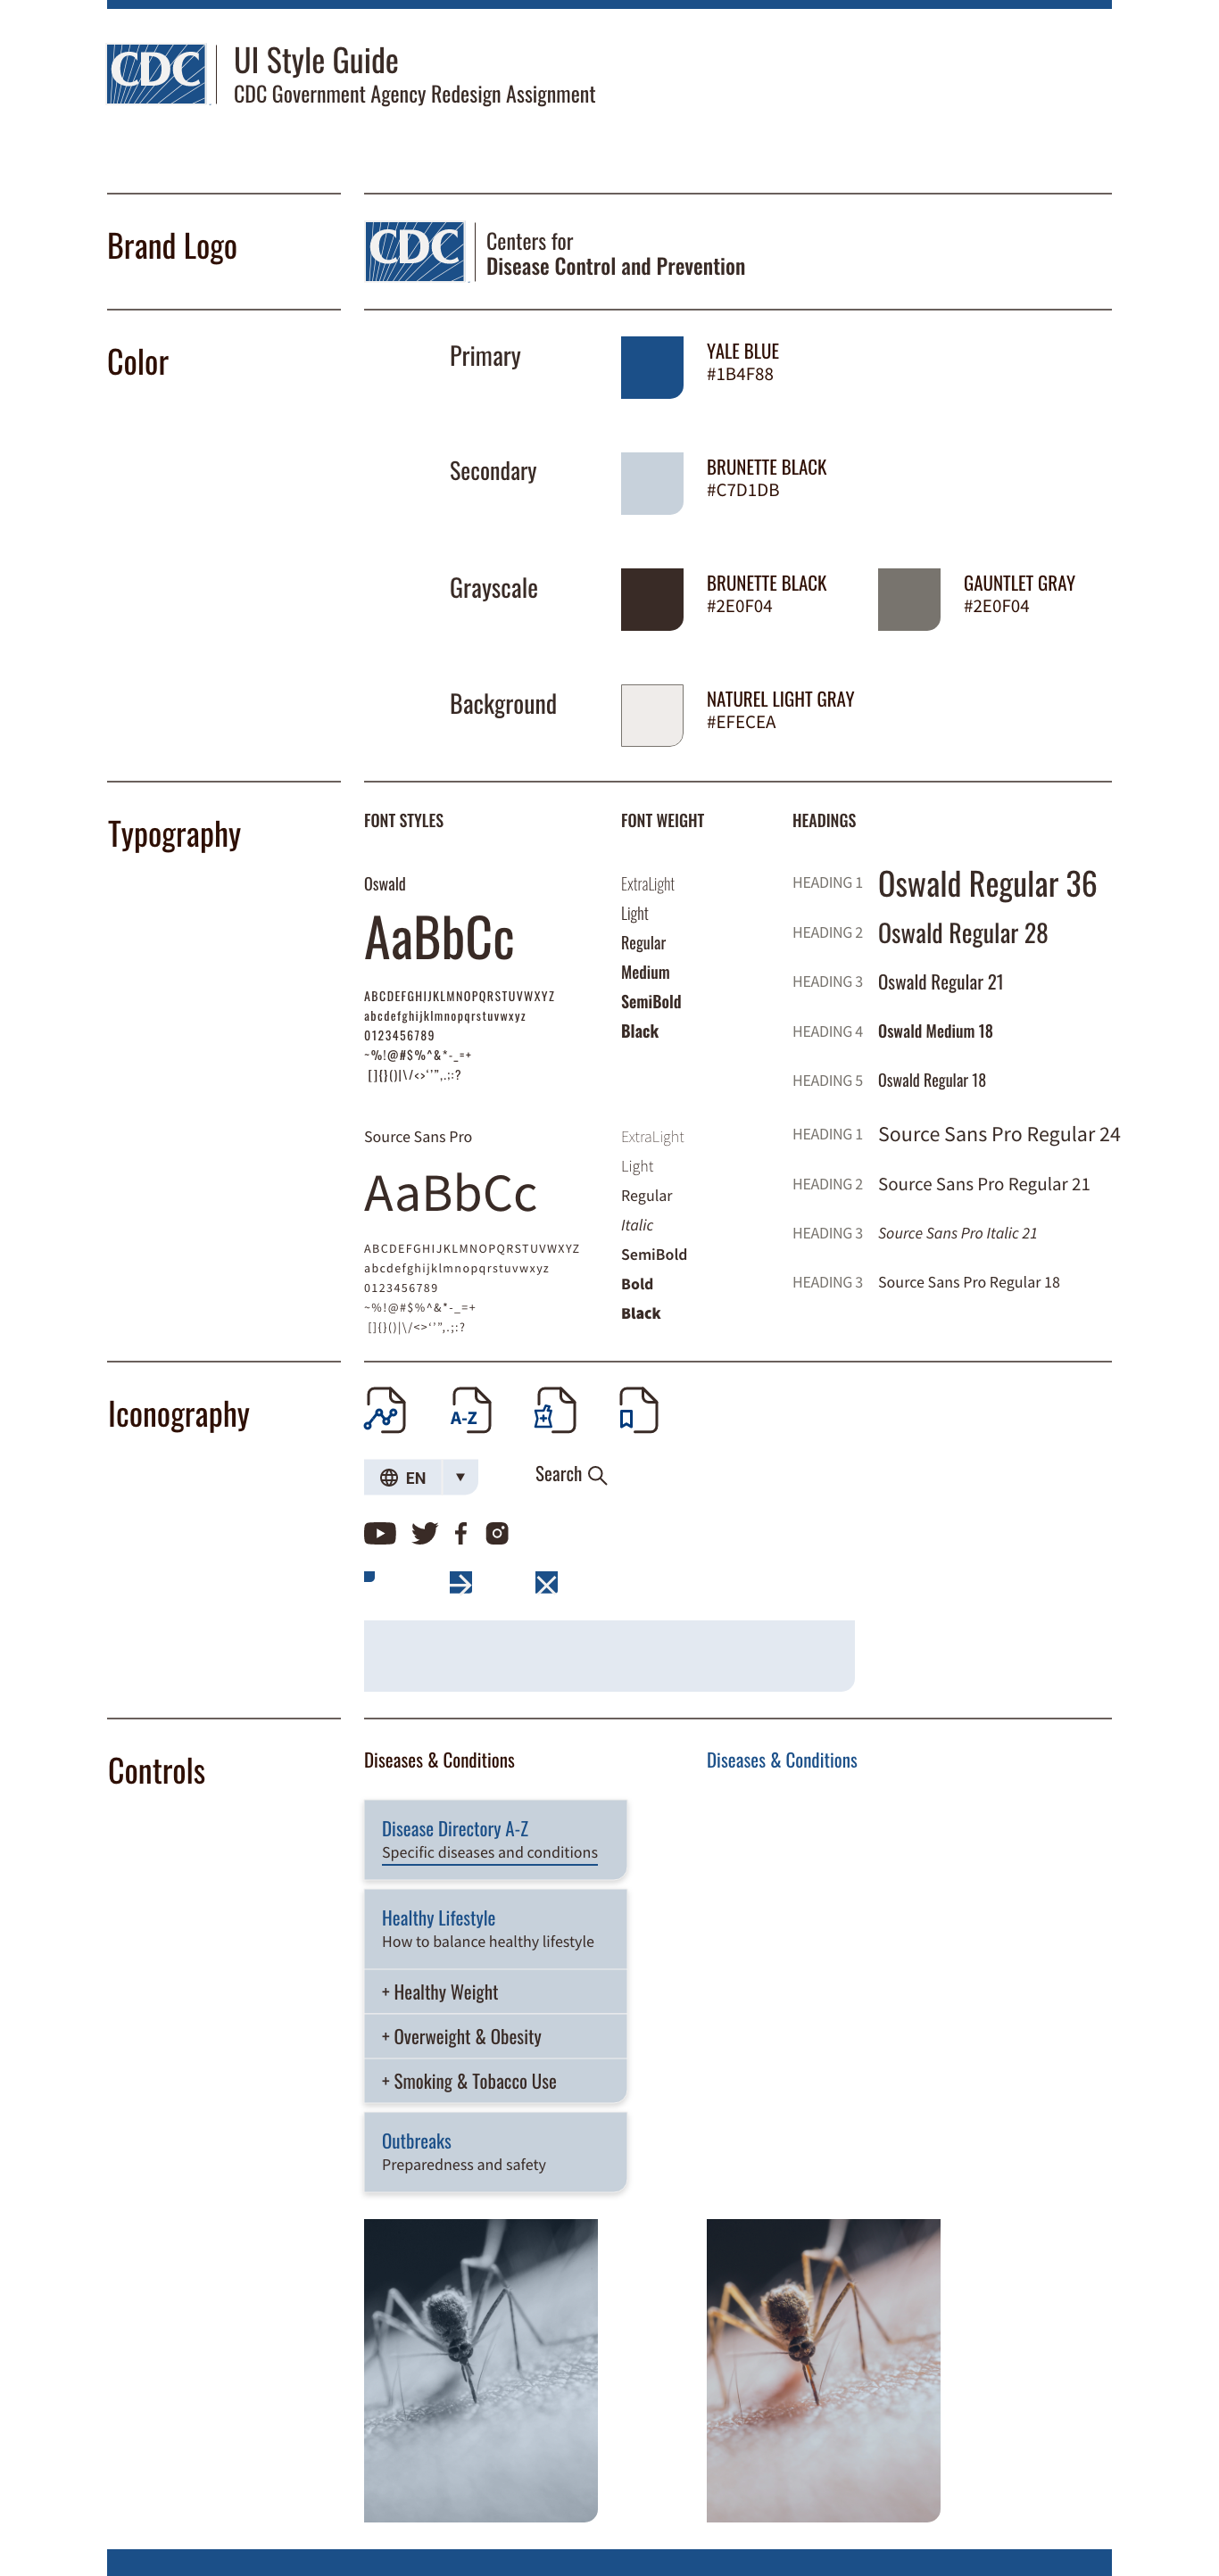 CDC
UI Style Guide
CDC Government Agency Redesign Assignment
Brand Logo
CDC
Centers for
Disease Control and Prevention
Color
Primary
YALE BLUE
#1B4F88
Secondary
BRUNETTE BLACK
#C7D1DB
Grayscale
BRUNETTE BLACK
#2E0F04
GAUNTLET GRAY
#2E0F04
Background
NATUREL LIGHT GRAY
#EFECEA
Typography
FONT STYLES
Oswald
AaBbCc
ABCDEFGHIJKLMNOPQRSTUVWXYZ
abcdefghijklmnopqrstuvwxyz
0123456789
~%!@#$%^&*-_=+
[]{}()|\/<>‘’”,.;:?
FONT WEIGHT
ExtraLight
Light
Regular
Medium
SemiBold
Black
HEADINGS
HEADING 1 Oswald Regular 36
HEADING 2 Oswald Regular 28
HEADING 3 Oswald Regular 21
HEADING 4 Oswald Medium 18
HEADING 5 Oswald Regular 18
Source Sans Pro
AaBbCc
ABCDEFGHIJKLMNOPQRSTUVWXYZ
abcdefghijklmnopqrstuvwxyz
0123456789
~%!@#$%^&*-_=+
[]{}()|\/<>‘’”,.;:?
ExtraLight
Light
Regular
Italic
SemiBold
Bold
Black
HEADING 1 Source Sans Pro Regular 24
HEADING 2 Source Sans Pro Regular 21
HEADING 3 Source Sans Pro Italic 21
HEADING 3 Source Sans Pro Regular 18
Iconography
A-Z
EN
Search
Controls
Diseases & Conditions
Diseases & Conditions
Disease Directory A-Z
Specific diseases and conditions
Healthy Lifestyle
How to balance healthy lifestyle
+ Healthy Weight
+ Overweight & Obesity
+ Smoking & Tobacco Use
Outbreaks
Preparedness and safety